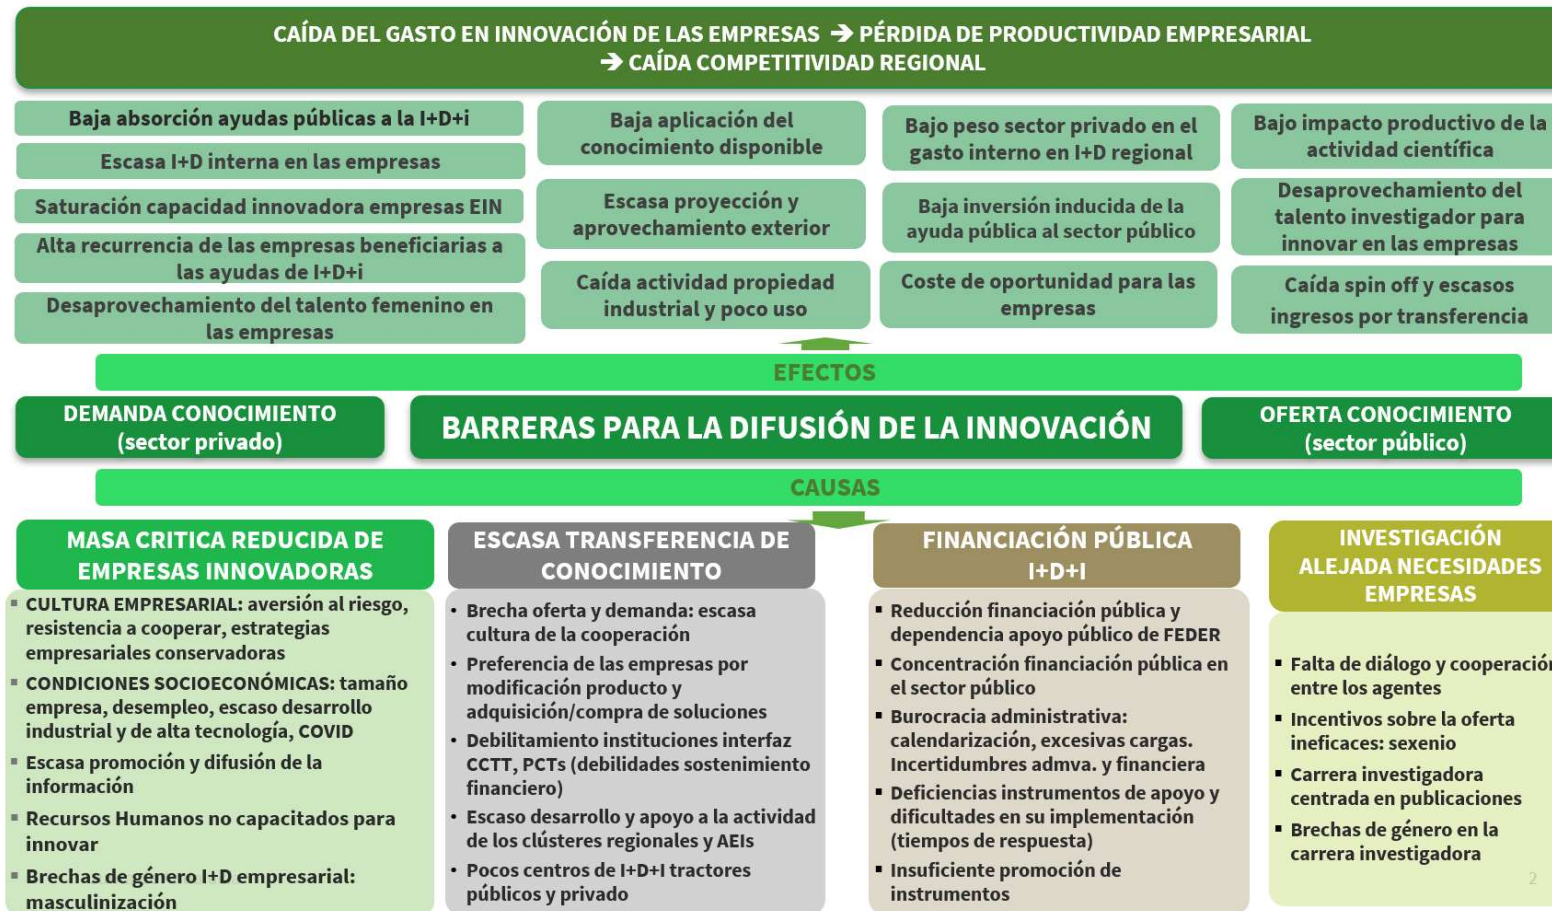 CAÍDA DEL GASTO EN INNOVACIÓN DE LAS EMPRESAS ➔ PÉRDIDA DE PRODUCTIVIDAD EMPRESARIAL
➔ CAÍDA COMPETITIVIDAD REGIONAL
Baja absorción ayudas públicas a la I+D+i
Escasa I+D interna en las empresas
Saturación capacidad innovadora empresas EIN
Alta recurrencia de las empresas beneficiarias a
las ayudas de I+D+i
Desaprovechamiento del talento femenino en
las empresas
Baja aplicación del
conocimiento disponible
Escasa proyección y
aprovechamiento exterior
Caída actividad propiedad
industrial y poco uso
Bajo peso sector privado en el
gasto interno en I+D regional
Baja inversión inducida de la
ayuda pública al sector público
Coste de oportunidad para las
empresas
Bajo impacto productivo de la
actividad científica
Desaprovechamiento del
talento investigador para
innovar en las empresas
Caída spin off y escasos
ingresos por transferencia
EFECTOS
DEMANDA CONOCIMIENTO
(sector privado)
BARRERAS PARA LA DIFUSIÓN DE LA INNOVACIÓN
OFERTA CONOCIMIENTO
(sector público)
CAUSAS
MASA CRITICA REDUCIDA DE
EMPRESAS INNOVADORAS
▪ CULTURA EMPRESARIAL: aversión al riesgo,
resistencia a cooperar, estrategias
empresariales conservadoras
▪ CONDICIONES SOCIOECONÓMICAS: tamaño
empresa, desempleo, escaso desarrollo
industrial y de alta tecnología, COVID
▪ Escasa promoción y difusión de la
información
▪ Recursos Humanos no capacitados para
innovar
▪ Brechas de género I+D empresarial:
masculinización
ESCASA TRANSFERENCIA DE
CONOCIMIENTO
• Brecha oferta y demanda: escasa
cultura de la cooperación
• Preferencia de las empresas por
modificación producto y
adquisición/compra de soluciones
• Debilitamiento instituciones interfaz
CCTT, PCTs (debilidades sostenimiento
financiero)
• Escaso desarrollo y apoyo a la actividad
de los clústeres regionales y AEIs
• Pocos centros de I+D+I tractores
públicos y privado
FINANCIACIÓN PÚBLICA
I+D+I
▪ Reducción financiación pública y
dependencia apoyo público de FEDER
▪ Concentración financiación pública en
el sector público
▪ Burocracia administrativa:
calendarización, excesivas cargas.
Incertidumbres admva. y financiera
▪ Deficiencias instrumentos de apoyo y
dificultades en su implementación
(tiempos de respuesta)
▪ Insuficiente promoción de
instrumentos
INVESTIGACIÓN
ALEJADA NECESIDADES
EMPRESAS
▪ Falta de diálogo y cooperación
entre los agentes
▪ Incentivos sobre la oferta
ineficaces: sexenio
▪ Carrera investigadora
centrada en publicaciones
▪ Brechas de género en la
carrera investigadora
2